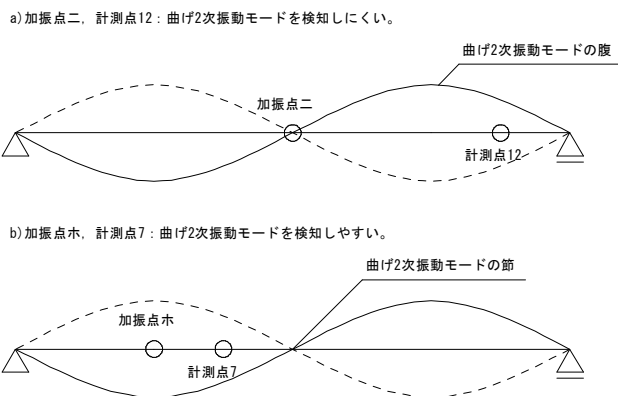 a)加振点ニ, 計測点12：曲げ2次振動モードを検知しにくい。
曲げ2次振動モードの腹
加振点ニ
計測点12
b)加振点ホ, 計測点7：曲げ2次振動モードを検知しやすい。
曲げ2次振動モードの節
加振点ホ
計測点7